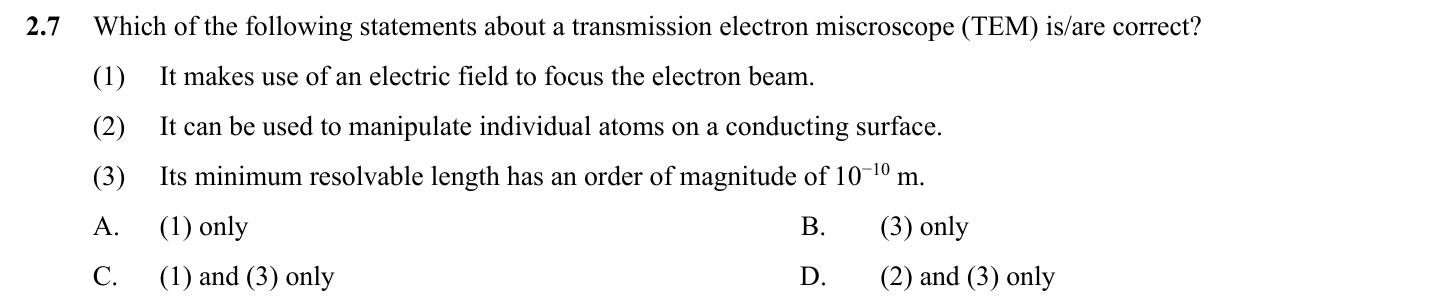 2.7 Which of the following statements about a transmission electron miscroscope (TEM) is/are correct?
(1) It makes use of an electric field to focus the electron beam.
(2) It can be used to manipulate individual atoms on a conducting surface.
(3) Its minimum resolvable length has an order of magnitude of 10⁻¹⁰ m.
A. (1) only B. (3) only
C. (1) and (3) only D. (2) and (3) only